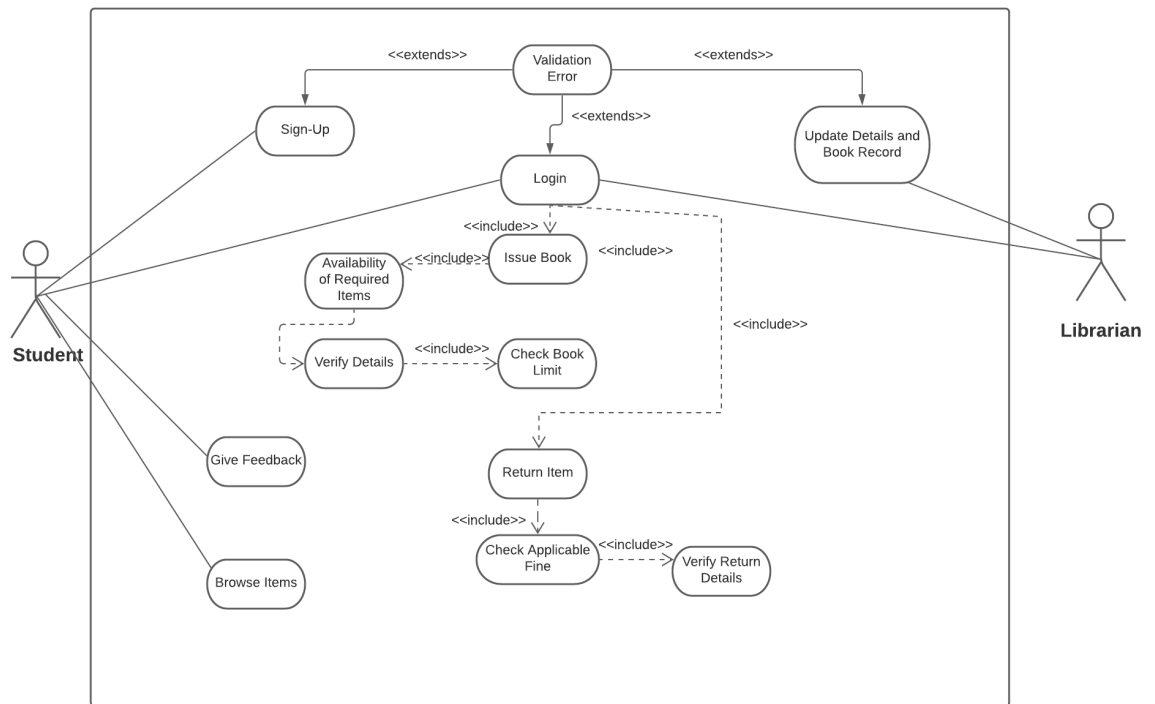 <<extends>>
Validation
Error
<<extends>>
<<extends>>
Sign-Up
Update Details and
Book Record
Login
<<include>>
<<include>>
Issue Book
<<include>>
Availability
of Required
Items
<<include>>
Librarian
Student
Verify Details
<<include>>
Check Book
Limit
Give Feedback
Return Item
<<include>>
Check Applicable
Fine
<<include>>
Verify Return
Details
Browse Items